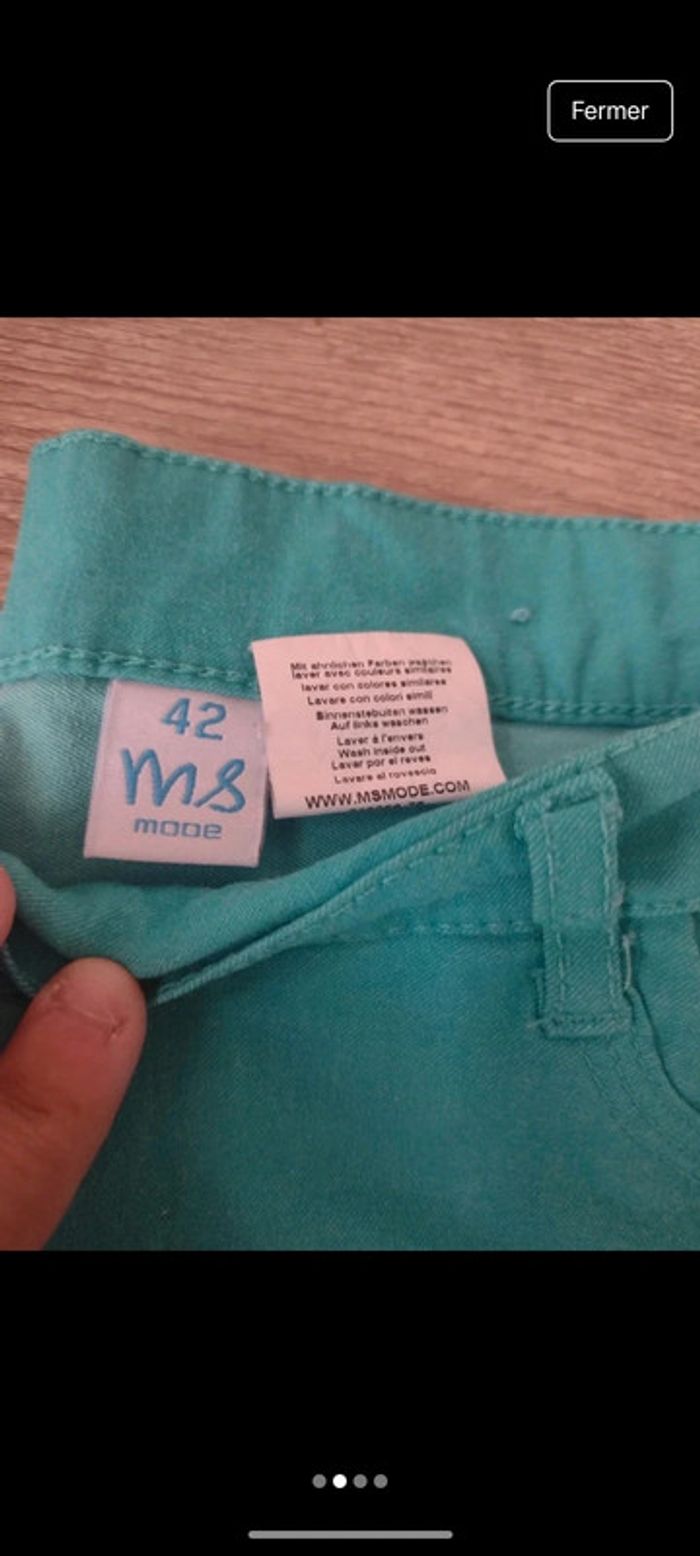 Fermer
42
ms
mode
Mit ähnlichen Farben waschen
laver avec couleurs similaires
lavar con colores similares
Lavare con colori simili
Binnenstebuiten wassen
Auf links waschen
Laver à l'envers
Wash inside out
Lavar por el reves
Lavare al rovescio
WWW.MSMODE.COM